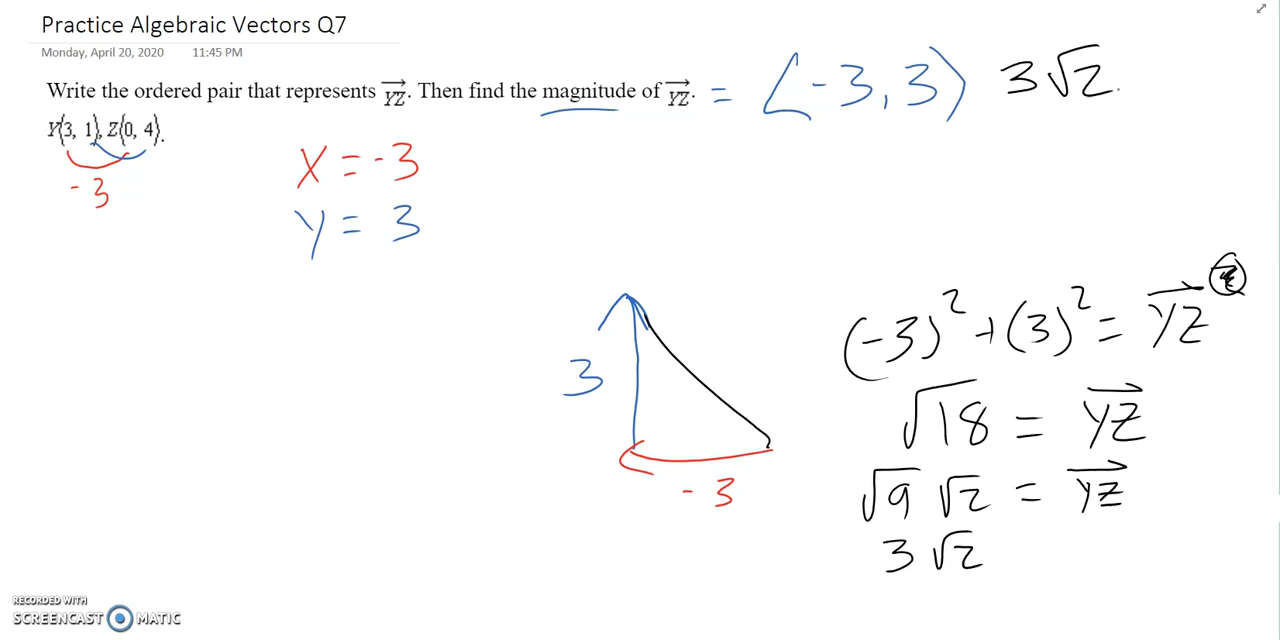 Practice Algebraic Vectors Q7
Monday, April 20, 2020 11:45 PM
Write the ordered pair that represents YZ. Then find the magnitude of YZ. = ⟨-3, 3⟩ 3√2.
Y(3, 1), Z(0, 4).
-3
X = -3
y = 3
3
-3
(-3)² + (3)² = YZ
√18 = YZ
√9 √2 = YZ
3√2
RECORDED WITH
SCREENCAST MATIC